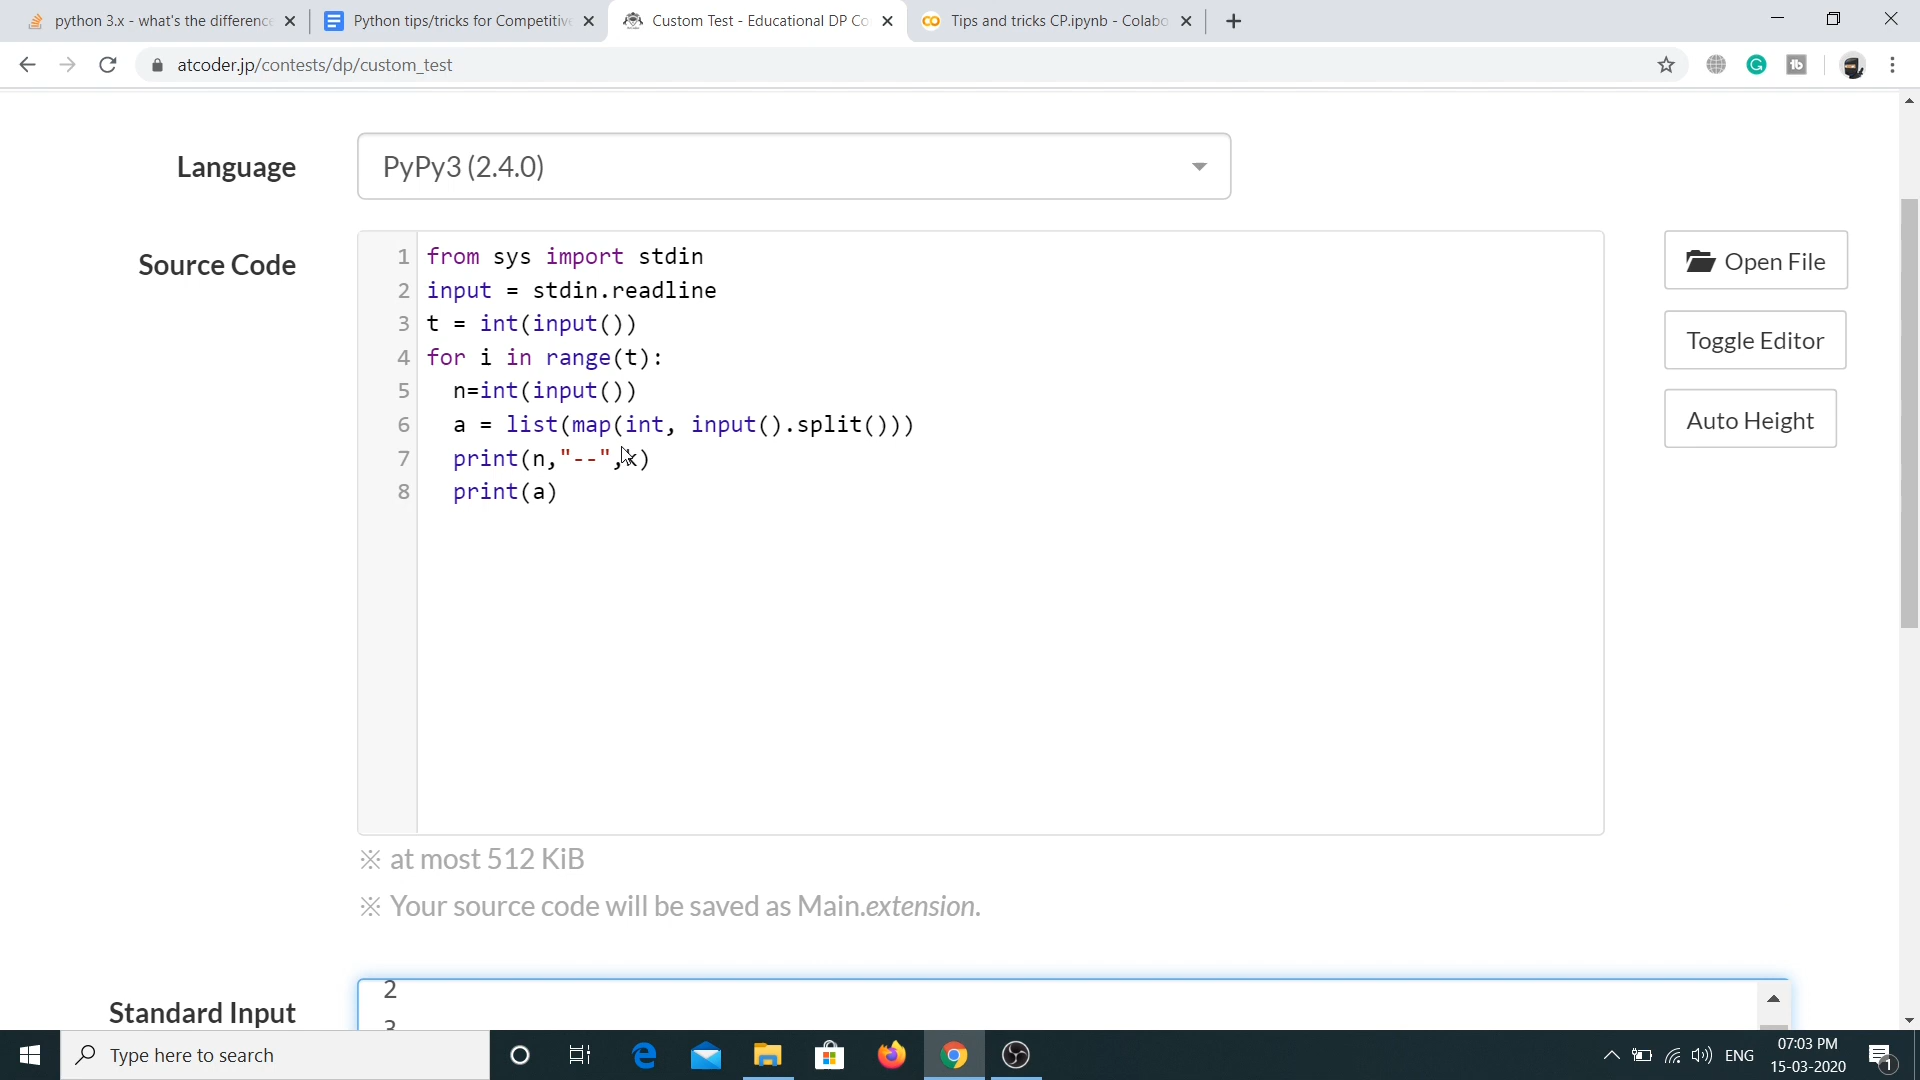 python 3.x - what's the difference
Python tips/tricks for Competitive
Custom Test - Educational DP Co
Tips and tricks CP.ipynb - Colabo
atcoder.jp/contests/dp/custom_test
Language
PyPy3 (2.4.0)
Source Code
1 from sys import stdin
2 input = stdin.readline
3 t = int(input())
4 for i in range(t):
5 n=int(input())
6 a = list(map(int, input().split()))
7 print(n,"--",k)
8 print(a)
Open File
Toggle Editor
Auto Height
※ at most 512 KiB
※ Your source code will be saved as Main.extension.
Standard Input
2
3
Type here to search
ENG
07:03 PM
15-03-2020
1